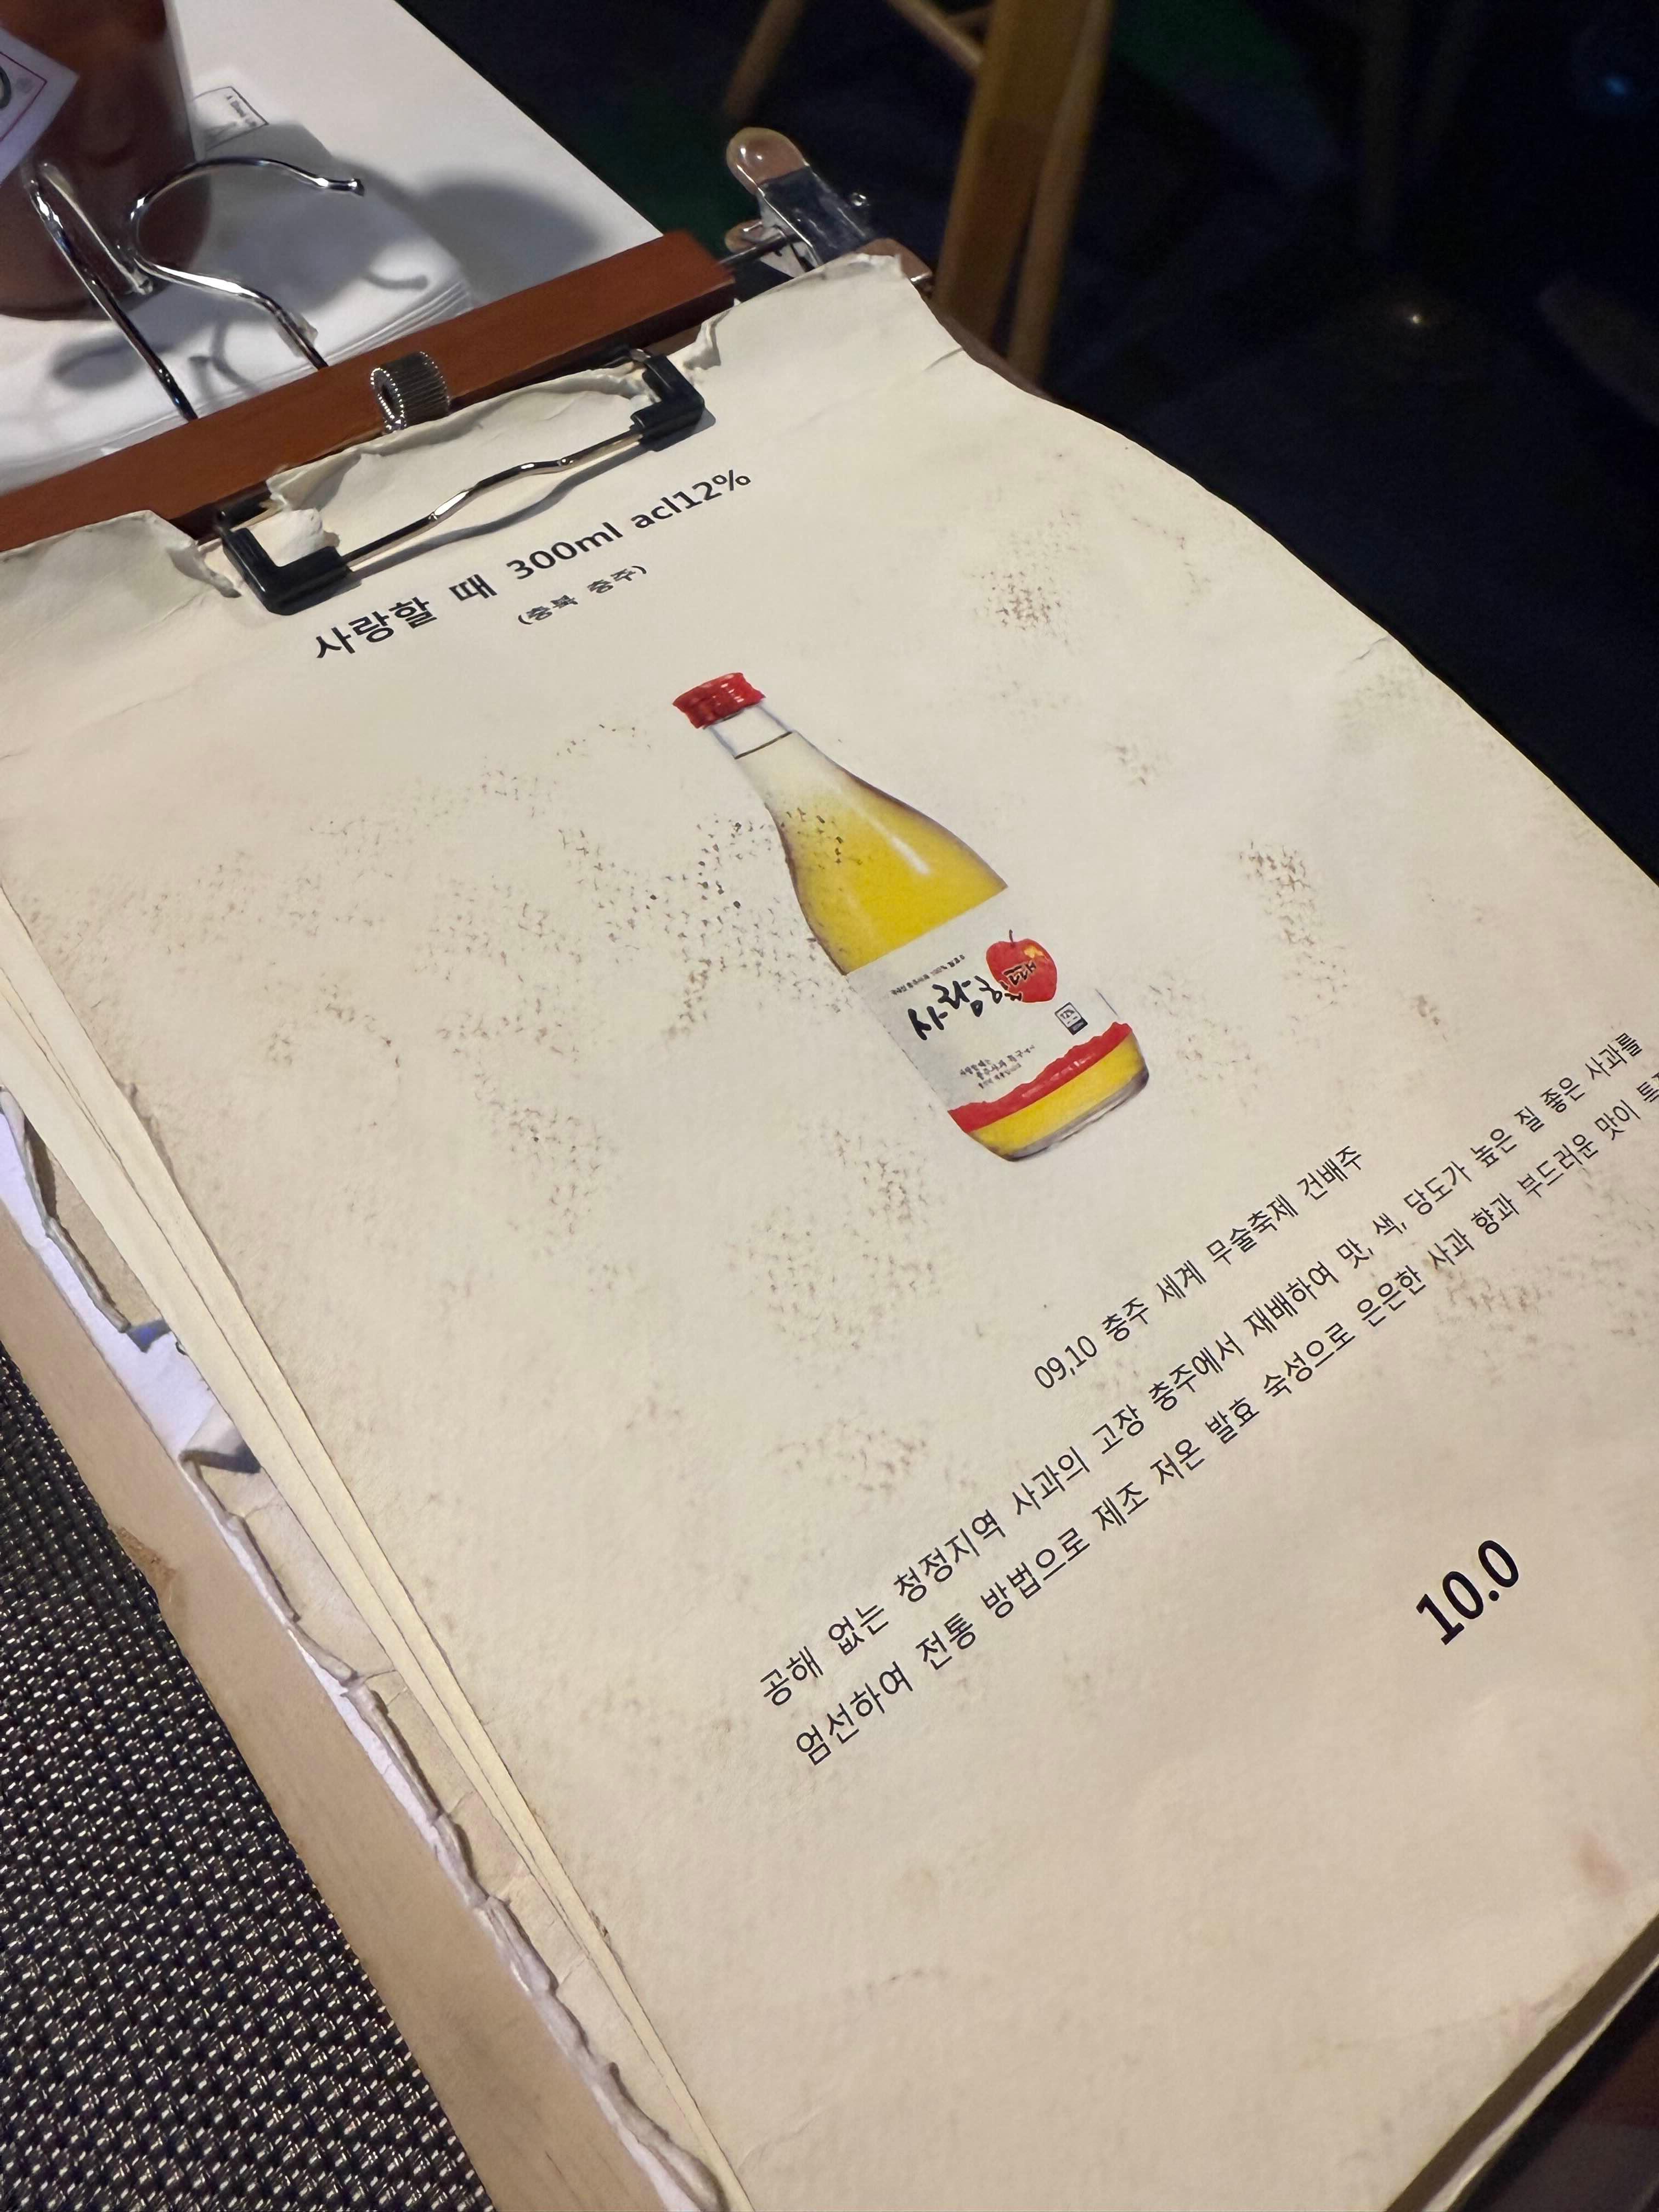 사랑할 때 300ml acl12%
(충북 충주)
사랑할
12%
09,10 충주 세계 무술축제 건배주
공해 없는 청정지역 사과의 고장 충주에서 재배하여 맛, 색, 당도가 높은 질 좋은 사과를
엄선하여 전통 방법으로 제조 저온 발효 숙성으로 은은한 사과 향과 부드러운 맛이
10.0